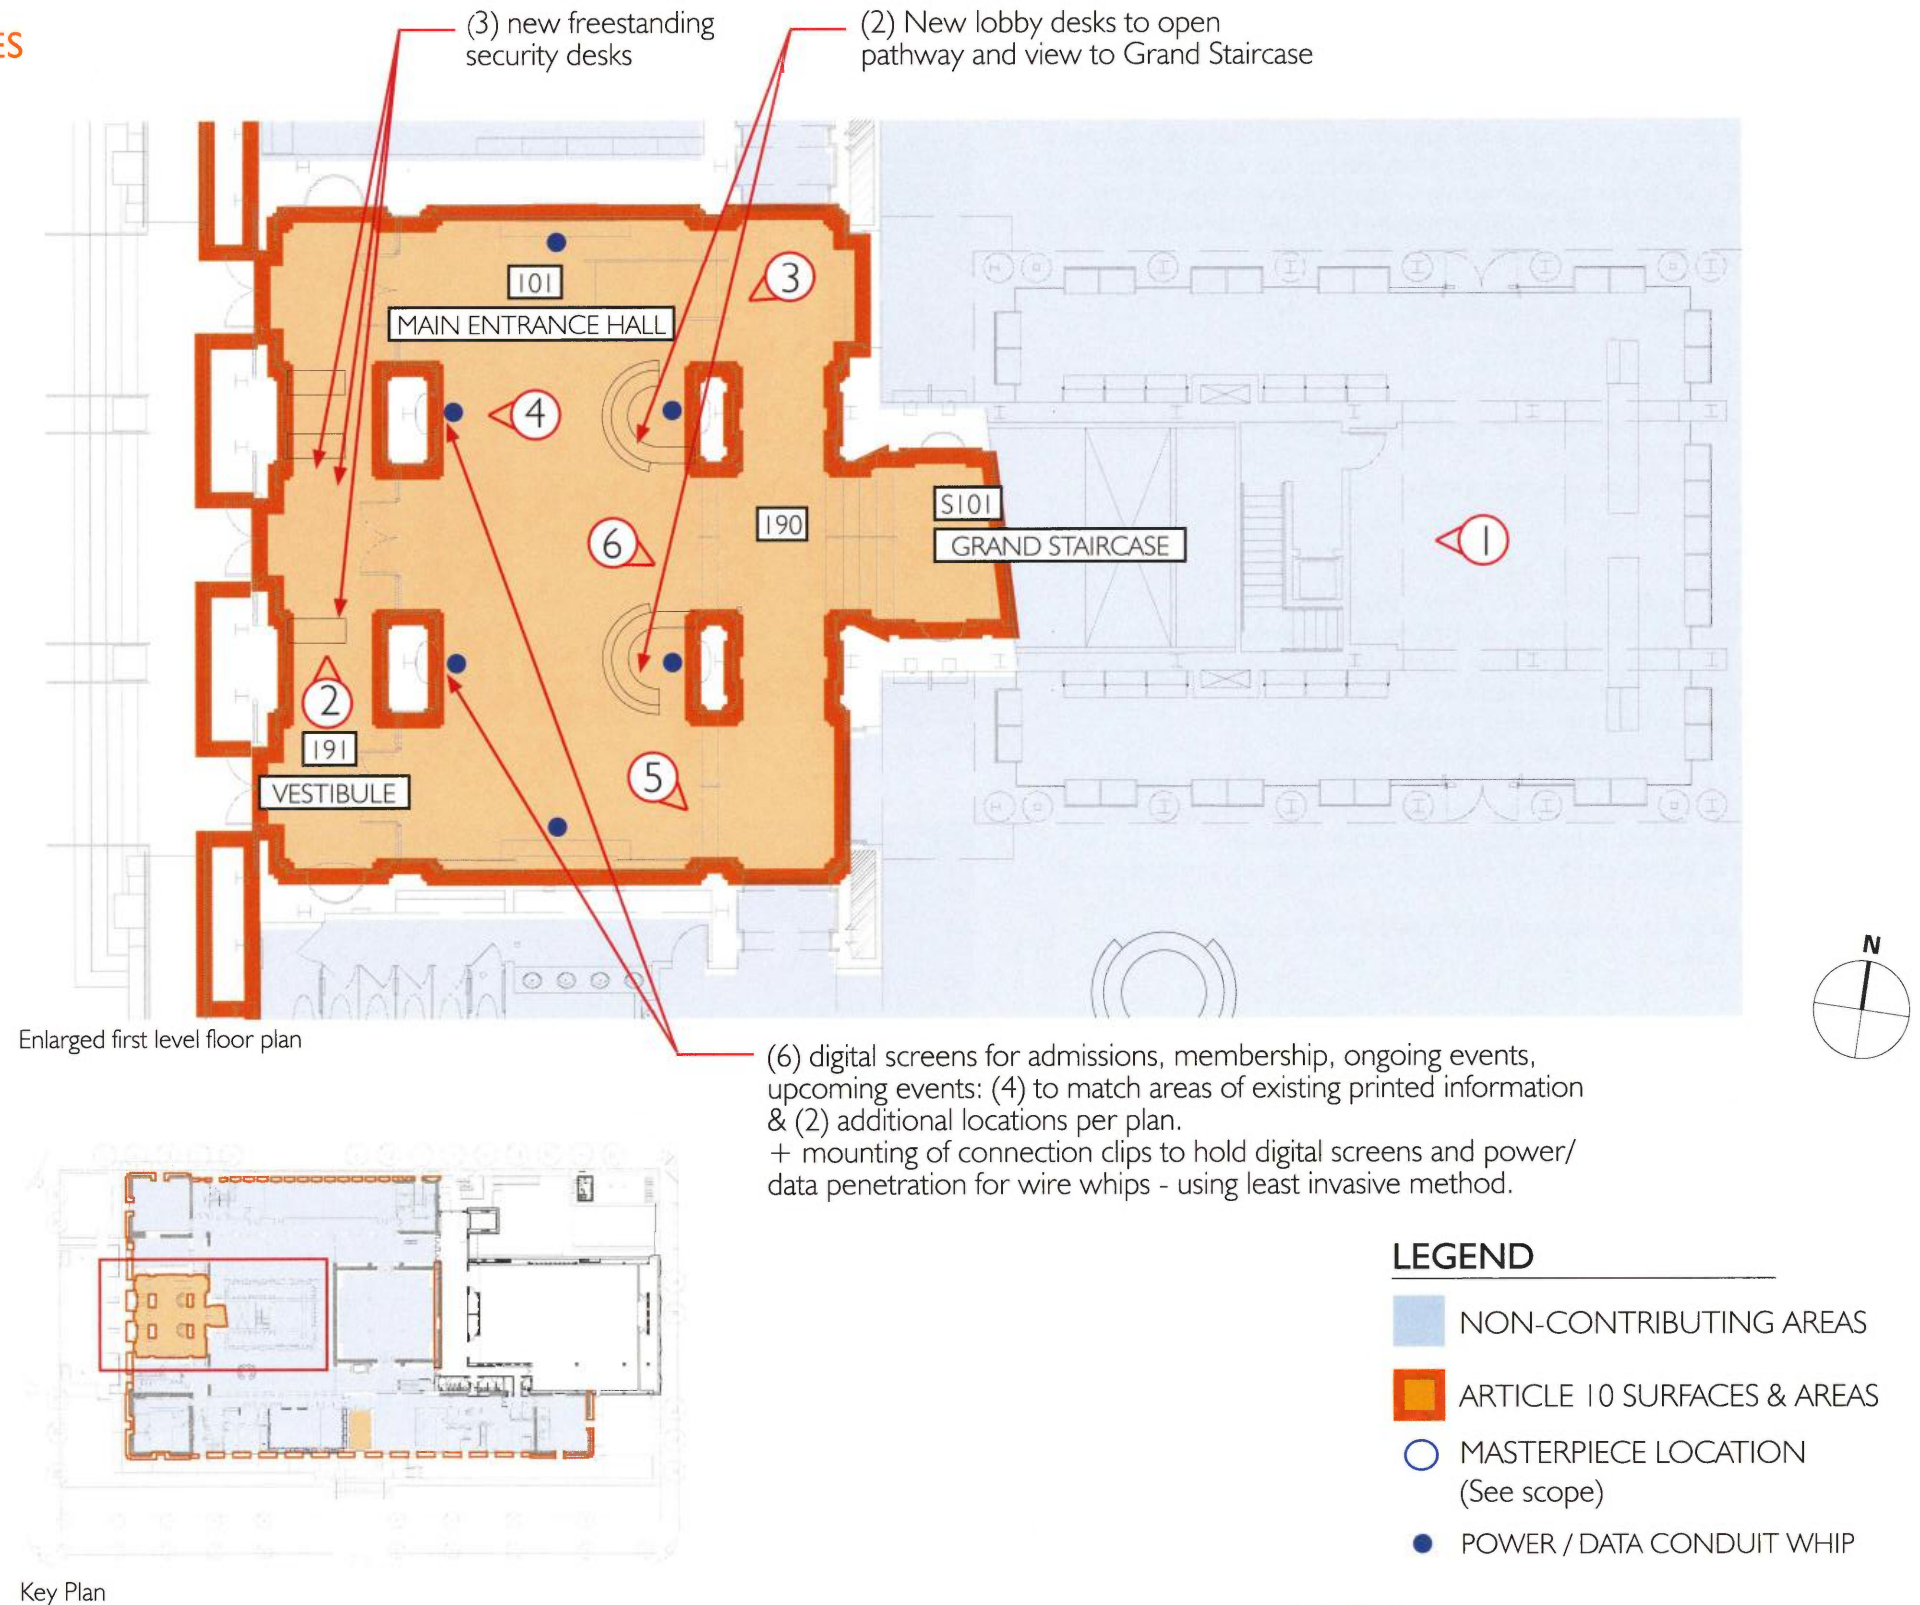 ES
(3) new freestanding
security desks
(2) New lobby desks to open
pathway and view to Grand Staircase
101
MAIN ENTRANCE HALL
3
4
S101
190
GRAND STAIRCASE
6
1
2
191
VESTIBULE
5
N
Enlarged first level floor plan
(6) digital screens for admissions, membership, ongoing events,
upcoming events: (4) to match areas of existing printed information
& (2) additional locations per plan.
+ mounting of connection clips to hold digital screens and power/
data penetration for wire whips - using least invasive method.
LEGEND
NON-CONTRIBUTING AREAS
ARTICLE 10 SURFACES & AREAS
MASTERPIECE LOCATION
(See scope)
POWER / DATA CONDUIT WHIP
Key Plan